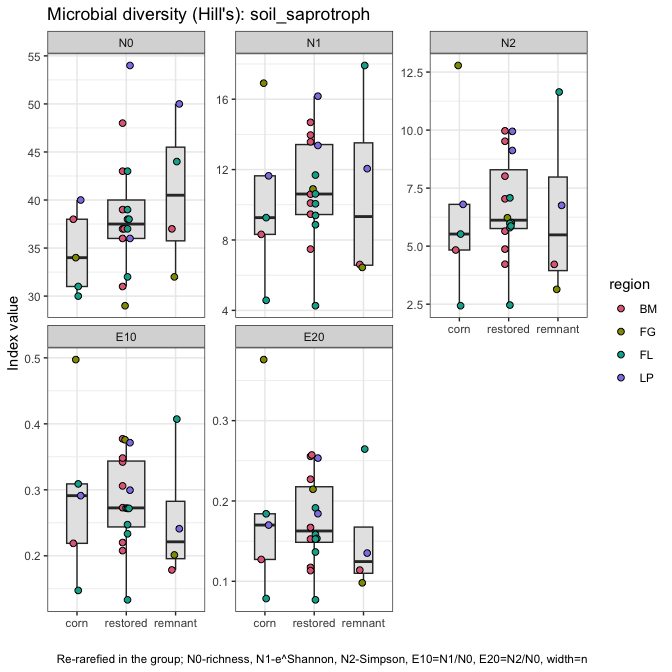 Microbial diversity (Hill's): soil_saprotroph
N0
N1
N2
55
50
45
40
35
30
16
12
8
4
12.5
10.0
7.5
5.0
2.5
corn restored remnant
Index value
E10
E20
0.5
0.4
0.3
0.2
0.3
0.2
0.1
corn restored remnant
corn restored remnant
region
BM
FG
FL
LP
Re-rarefied in the group; N0-richness, N1-e^Shannon, N2-Simpson, E10=N1/N0, E20=N2/N0, width=n